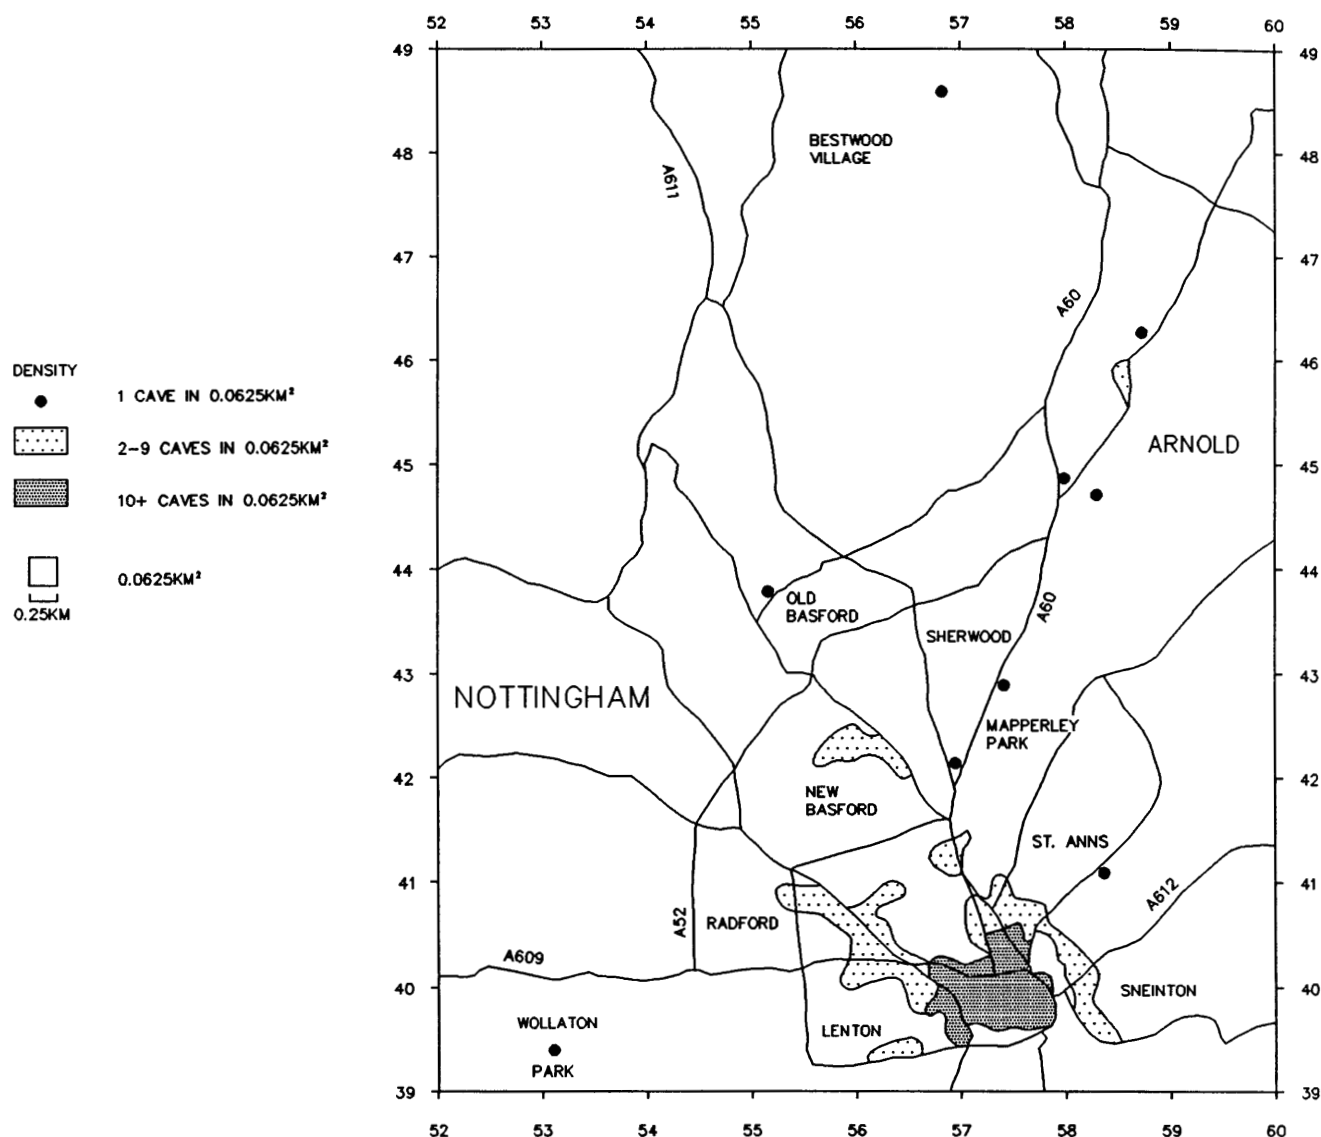 52 53 54 55 56 57 58 59 60
49 49
BESTWOOD
VILLAGE
48 48
A611
47 47
A60
46 46
DENSITY
1 CAVE IN 0.0625KM²
2-9 CAVES IN 0.0625KM²
10+ CAVES IN 0.0625KM²
0.0625KM²
0.25KM
ARNOLD
45 45
44 44
OLD
BASFORD
A60
SHERWOOD
43 43
NOTTINGHAM
MAPPERLEY
PARK
42 42
NEW
BASFORD
ST. ANNS
41 41
A612
A52
RADFORD
A609
40 40
SNEINTON
WOLLATON
PARK
LENTON
39 39
52 53 54 55 56 57 58 59 60